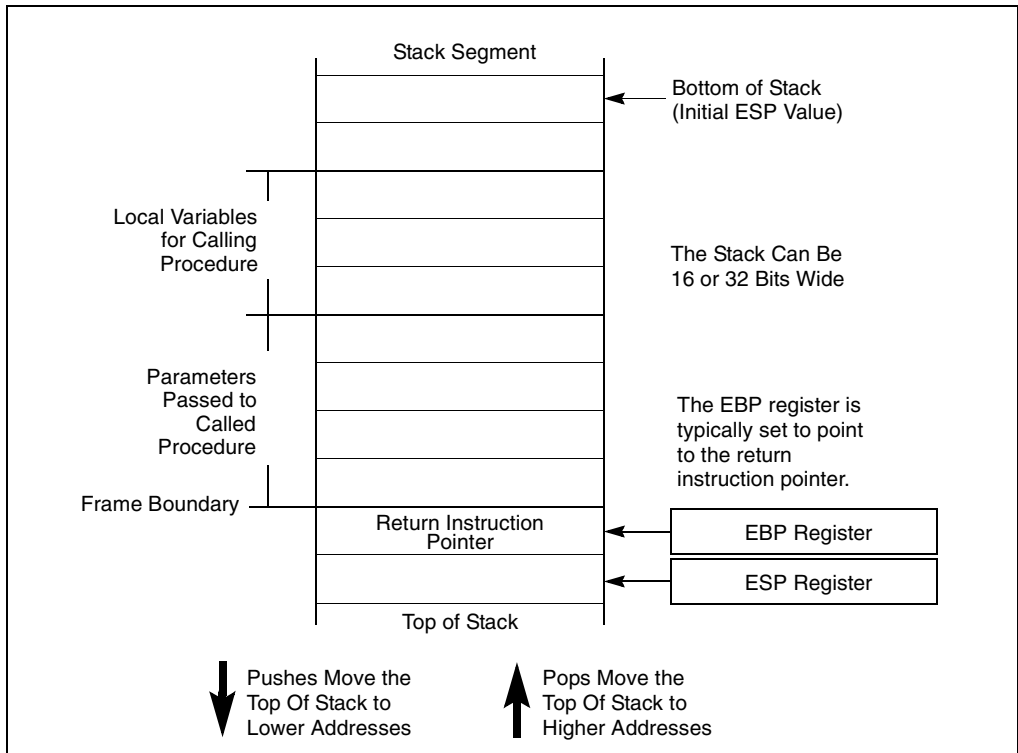 Stack Segment
Bottom of Stack
(Initial ESP Value)
Local Variables
for Calling
Procedure
The Stack Can Be
16 or 32 Bits Wide
Parameters
Passed to
Called
Procedure
The EBP register is
typically set to point
to the return
instruction pointer.
Frame Boundary
Return Instruction
Pointer
EBP Register
ESP Register
Top of Stack
Pushes Move the
Top Of Stack to
Lower Addresses
Pops Move the
Top Of Stack to
Higher Addresses